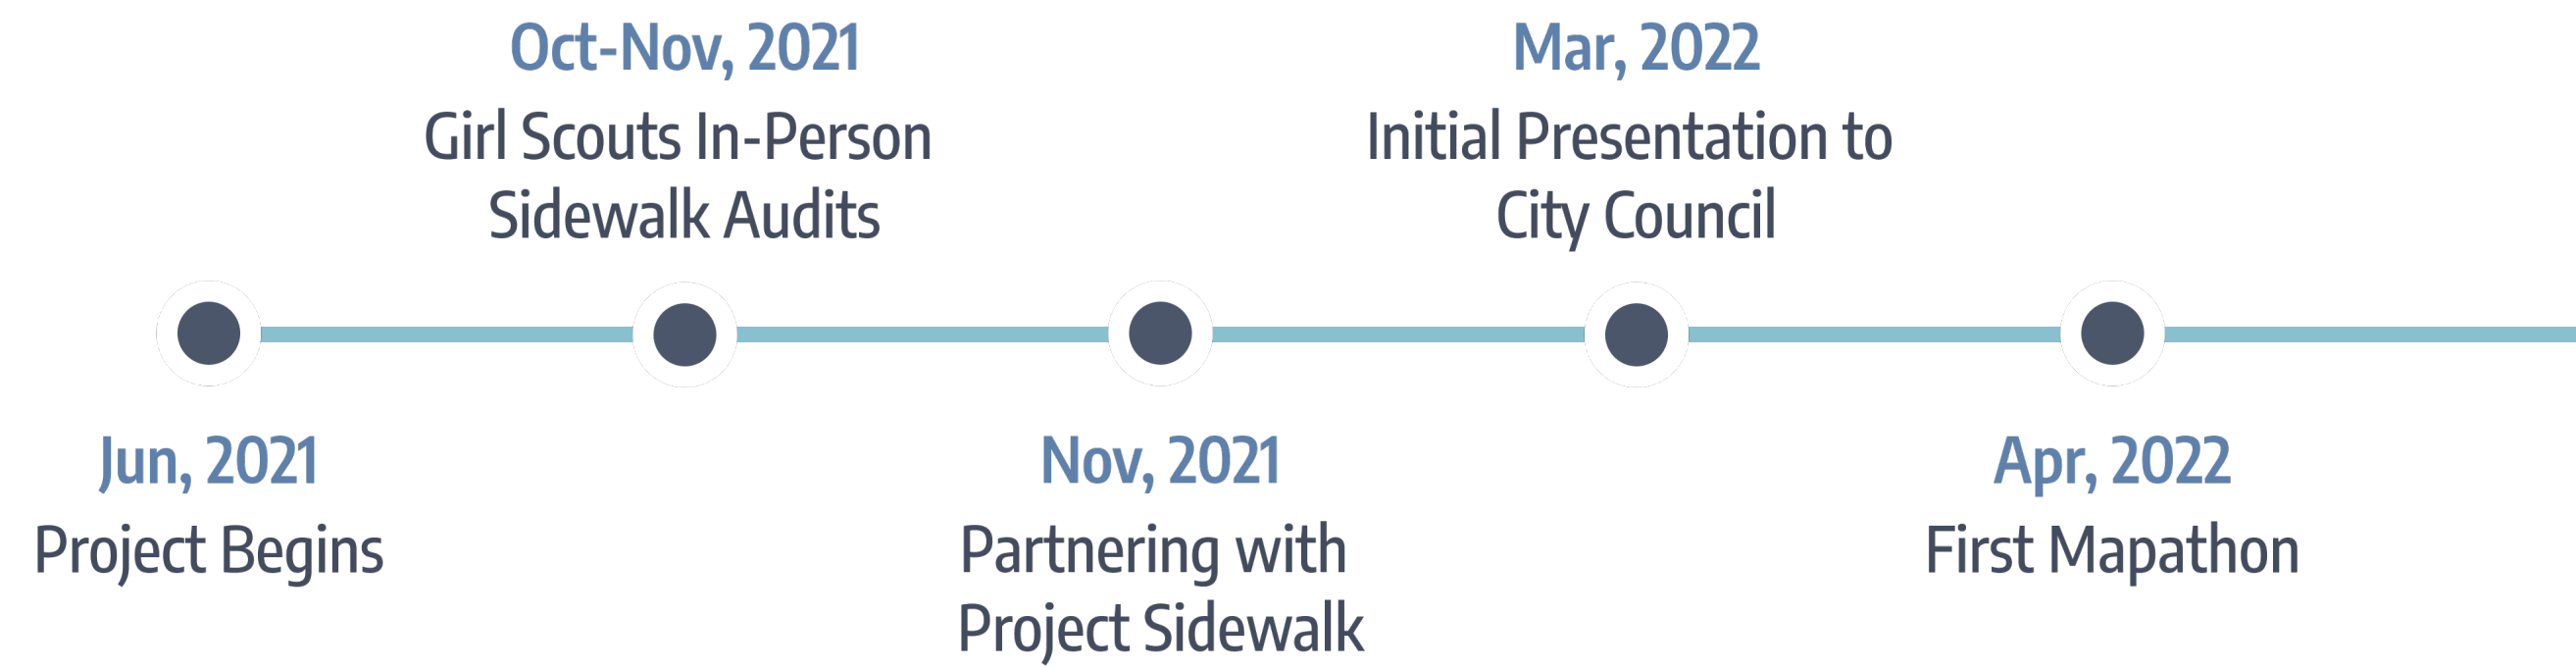 Jun, 2021
Project Begins
Oct-Nov, 2021
Girl Scouts In-Person
Sidewalk Audits
Nov, 2021
Partnering with
Project Sidewalk
Mar, 2022
Initial Presentation to
City Council
Apr, 2022
First Mapathon